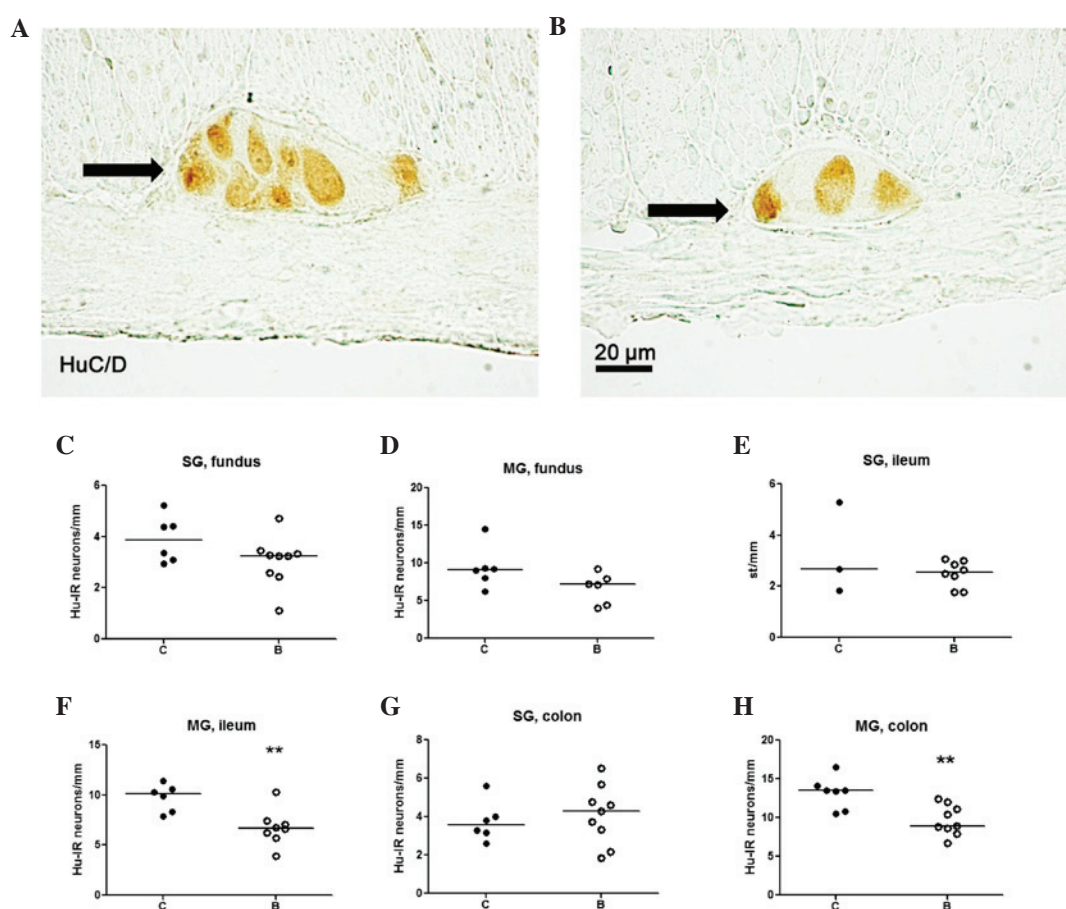 A
B
HuC/D
20 µm
C
SG, fundus
Hu-IR neurons/mm
6
4
2
0
C
B
D
MG, fundus
Hu-IR neurons/mm
20
15
10
5
0
C
B
E
SG, ileum
st/mm
6
4
2
0
C
B
F
MG, ileum
Hu-IR neurons/mm
15
10
5
0
**
C
B
G
SG, colon
Hu-IR neurons/mm
8
6
4
2
0
C
B
H
MG, colon
Hu-IR neurons/mm
20
15
10
5
0
**
C
B